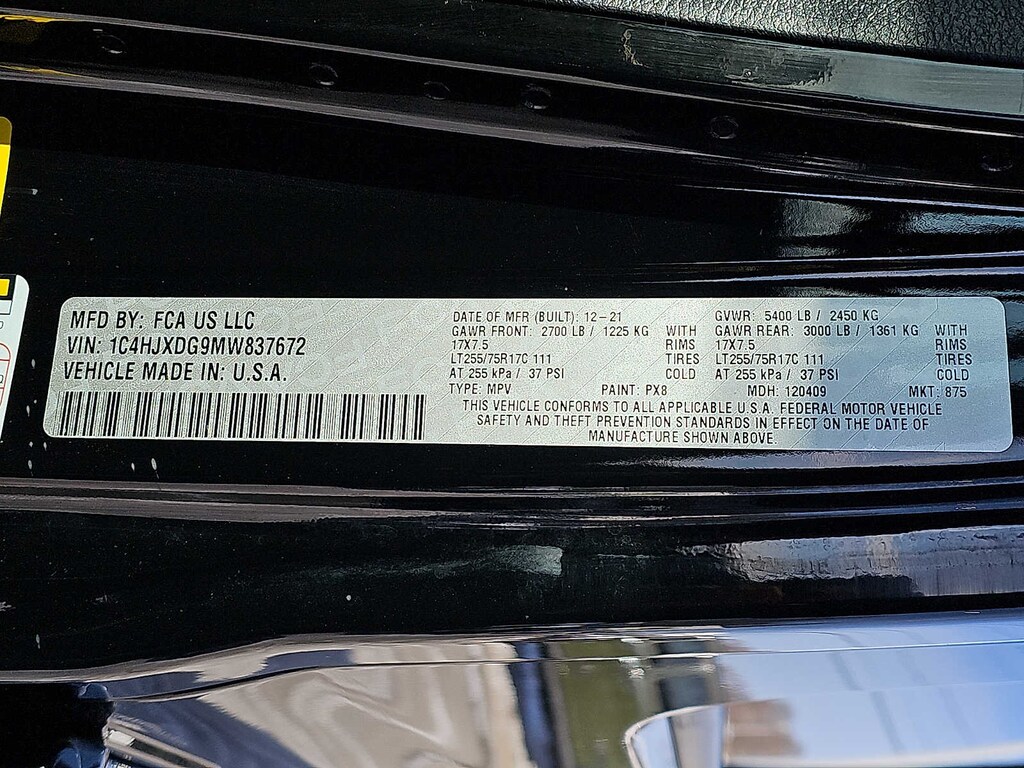 MFD BY: FCA US LLC
VIN: 1C4HJXDG9MW837672
VEHICLE MADE IN: U.S.A.
DATE OF MFR (BUILT): 12-21
GAWR FRONT: 2700 LB / 1225 KG WITH
17X7.5 RIMS
LT255/75R17C 111 TIRES
AT 255 kPa / 37 PSI COLD
GVWR: 5400 LB / 2450 KG
GAWR REAR: 3000 LB / 1361 KG WITH
17X7.5 RIMS
LT255/75R17C 111 TIRES
AT 255 kPa / 37 PSI COLD
TYPE: MPV PAINT: PX8 MDH: 120409 MKT: 875
THIS VEHICLE CONFORMS TO ALL APPLICABLE U.S.A. FEDERAL MOTOR VEHICLE
SAFETY AND THEFT PREVENTION STANDARDS IN EFFECT ON THE DATE OF
MANUFACTURE SHOWN ABOVE.